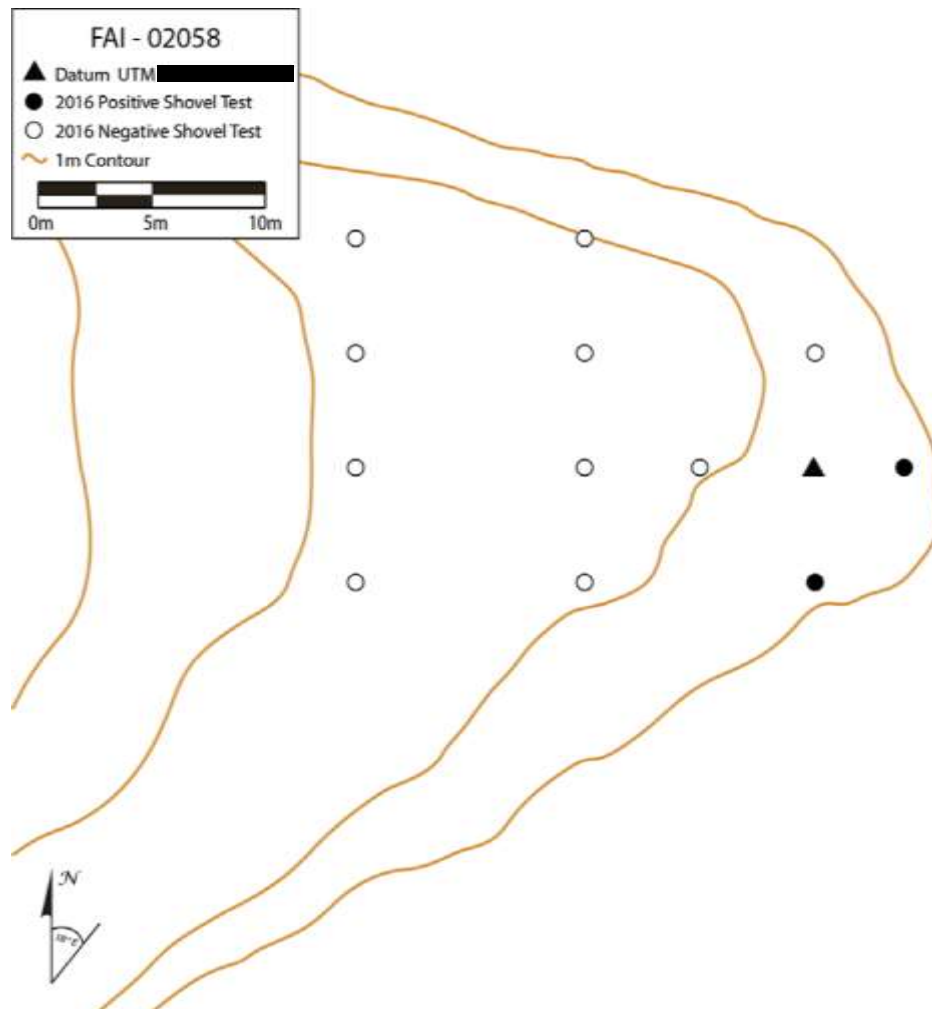 FAI - 02058
Datum UTM
2016 Positive Shovel Test
2016 Negative Shovel Test
1m Contour
0m 5m 10m
N